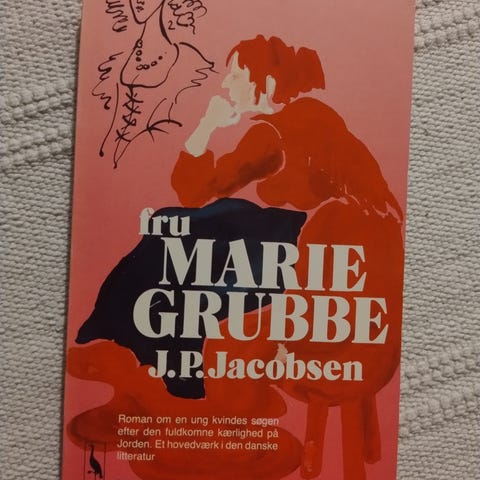 fru
MARIE
GRUBBE
J.P.Jacobsen
Roman om en ung kvindes søgen
efter den fuldkomne kærlighed på
Jorden. Et hovedværk i den danske
litteratur